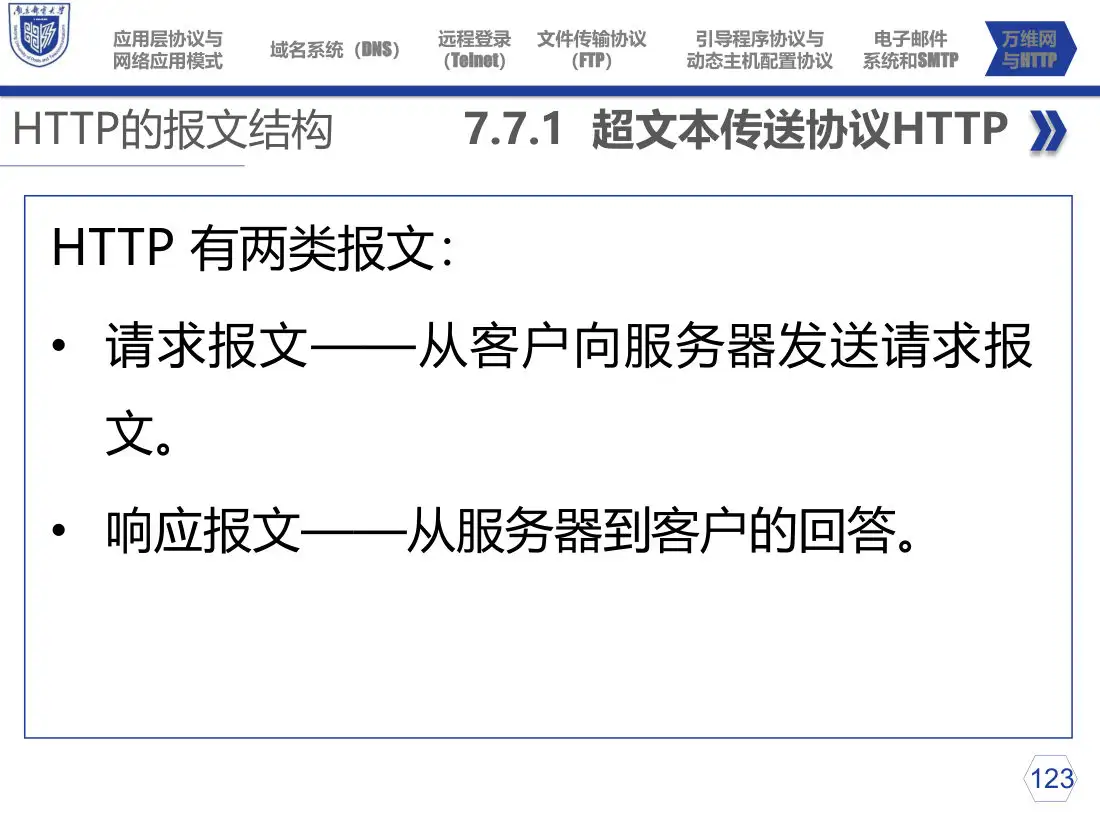 南京邮电大学
应用层协议与
网络应用模式
域名系统（DNS）
远程登录
（Telnet）
文件传输协议
（FTP）
引导程序协议与
动态主机配置协议
电子邮件
系统和SMTP
万维网
与HTTP
HTTP的报文结构
7.7.1 超文本传送协议HTTP
HTTP 有两类报文：
• 请求报文——从客户向服务器发送请求报
文。
• 响应报文——从服务器到客户的回答。
123